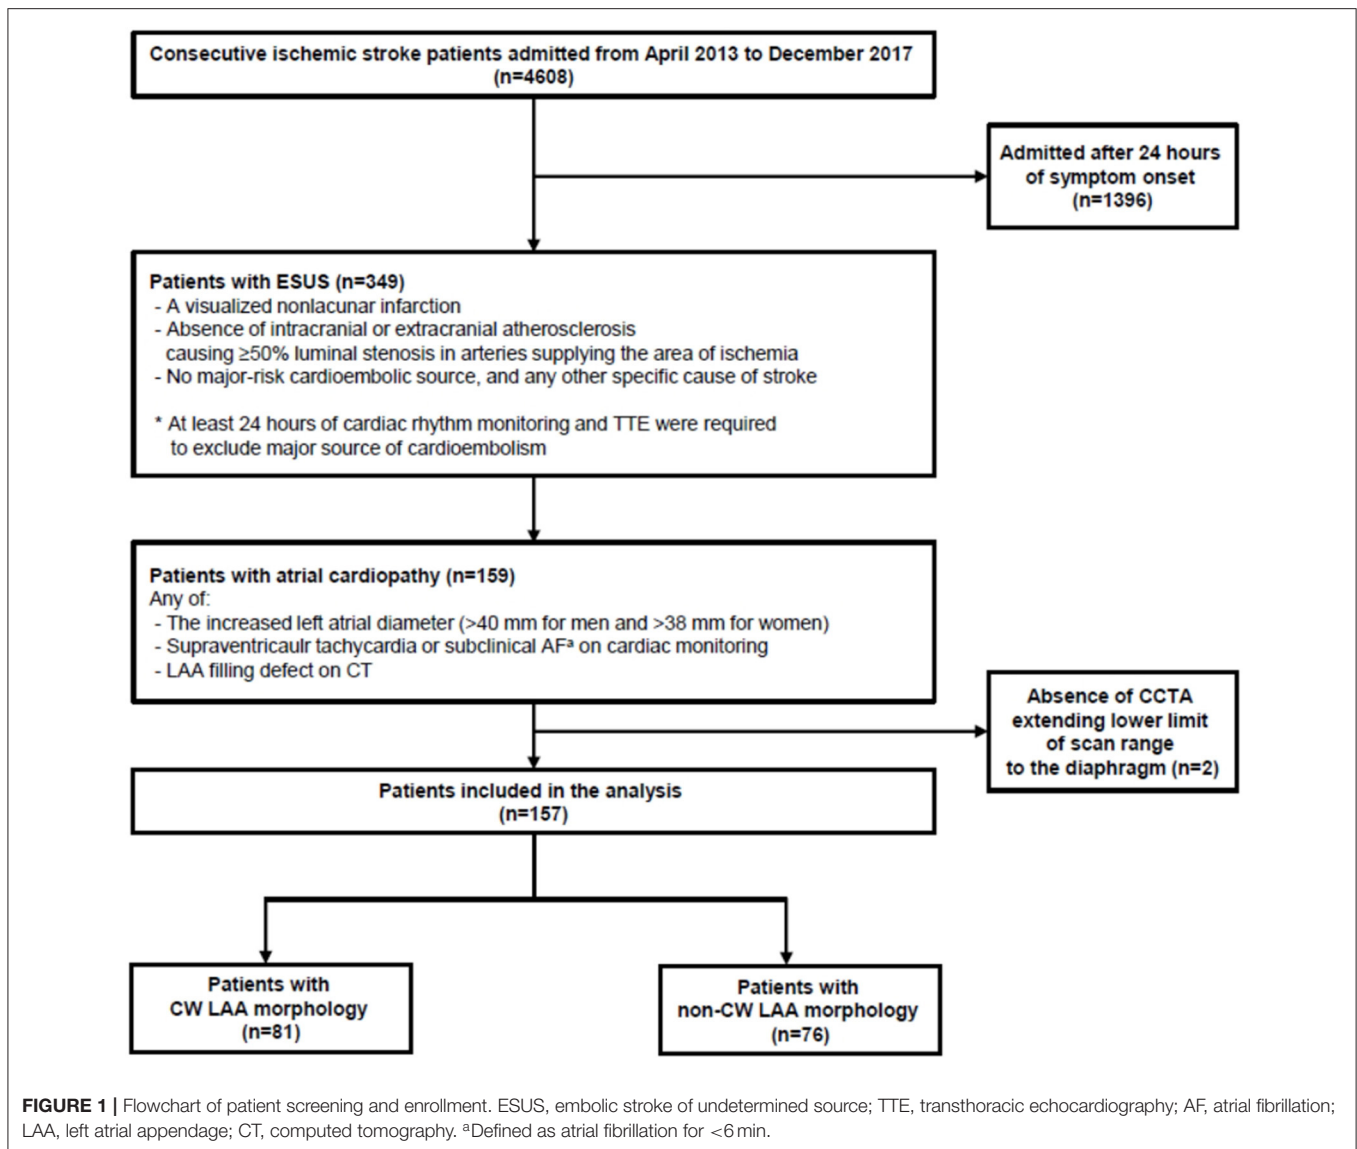 Consecutive ischemic stroke patients admitted from April 2013 to December 2017
(n=4608)
Admitted after 24 hours
of symptom onset
(n=1396)
Patients with ESUS (n=349)
- A visualized nonlacunar infarction
- Absence of intracranial or extracranial atherosclerosis
causing ≥50% luminal stenosis in arteries supplying the area of ischemia
- No major-risk cardioembolic source, and any other specific cause of stroke
* At least 24 hours of cardiac rhythm monitoring and TTE were required
to exclude major source of cardioembolism
Patients with atrial cardiopathy (n=159)
Any of:
- The increased left atrial diameter (>40 mm for men and >38 mm for women)
- Supraventricaulr tachycardia or subclinical AFᵃ on cardiac monitoring
- LAA filling defect on CT
Absence of CCTA
extending lower limit
of scan range
to the diaphragm (n=2)
Patients included in the analysis
(n=157)
Patients with
CW LAA morphology
(n=81)
Patients with
non-CW LAA morphology
(n=76)
FIGURE 1 | Flowchart of patient screening and enrollment. ESUS, embolic stroke of undetermined source; TTE, transthoracic echocardiography; AF, atrial fibrillation;
LAA, left atrial appendage; CT, computed tomography. ᵃDefined as atrial fibrillation for <6 min.